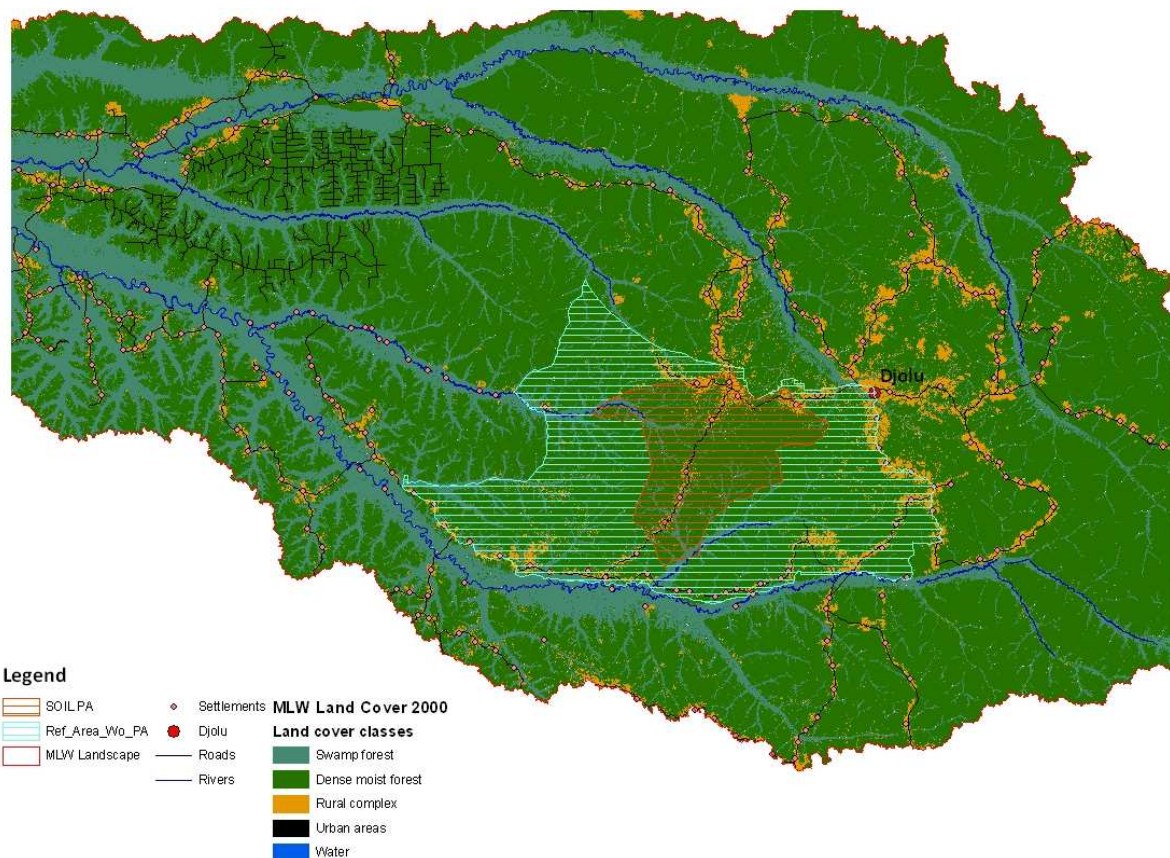 Djolu
Legend
SOIL PA
Ref_Area_Wo_PA
MLW Landscape
Settlements
Djolu
Roads
Rivers
MLW Land Cover 2000
Land cover classes
Swamp forest
Dense moist forest
Rural complex
Urban areas
Water